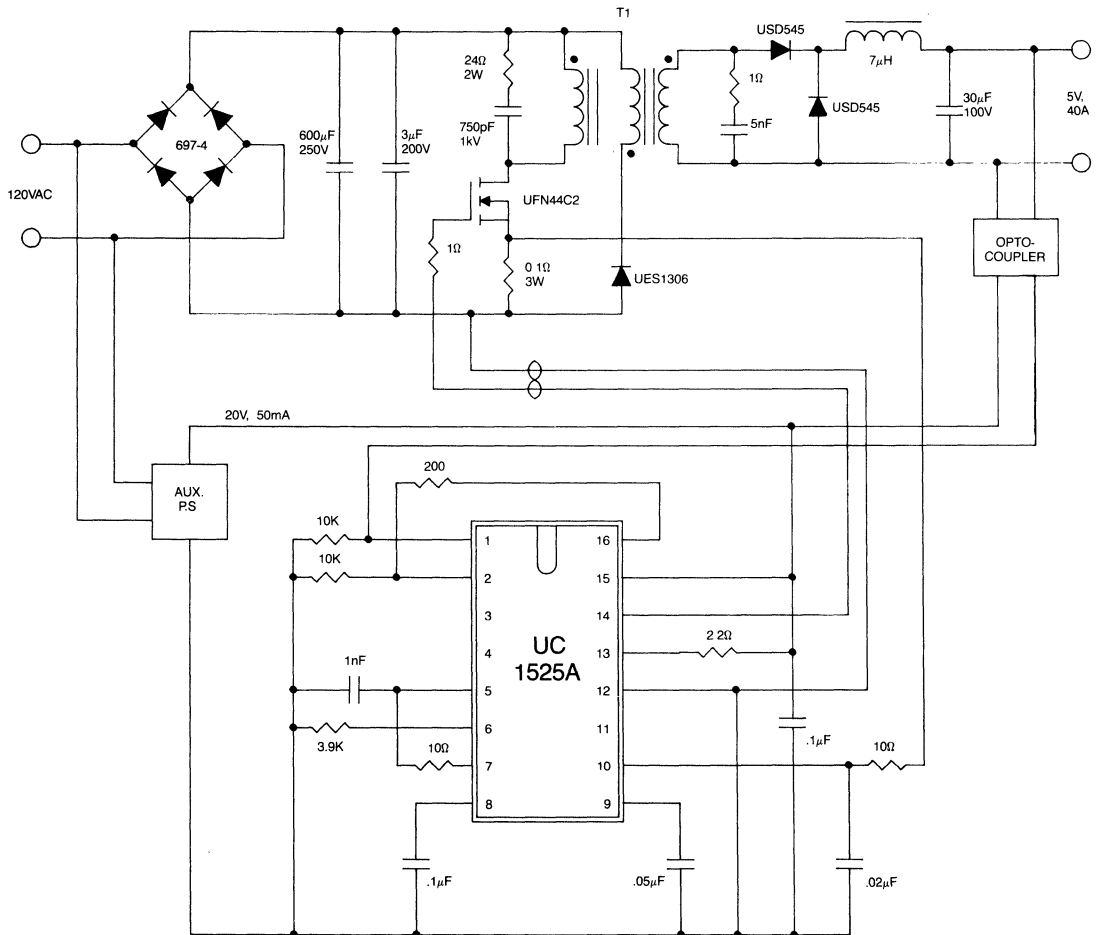 T1
USD545
24Ω
2W
1Ω
7μH
697-4
600μF
250V
3μF
200V
750pF
1kV
5nF
USD545
30μF
100V
5V,
40A
120VAC
UFN44C2
1Ω
0 1Ω
3W
UES1306
OPTO-
COUPLER
20V, 50mA
AUX.
P.S
200
10K
10K
1
2
3
4
5
6
7
8
16
15
14
13
12
11
10
9
UC
1525A
2 2Ω
1nF
3.9K
10Ω
.1μF
10Ω
.1μF
.05μF
.02μF